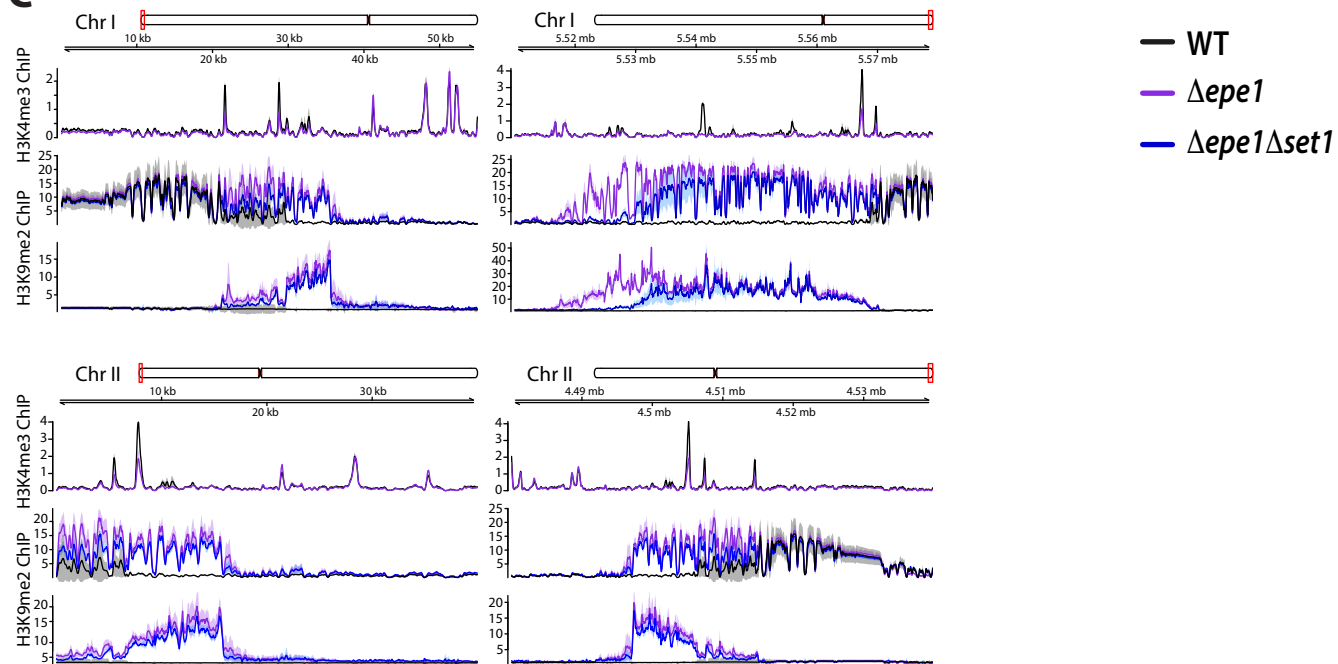 C
Chr I
10 kb 30 kb 50 kb
20 kb 40 kb
H3K4me3 ChIP
2
1
0
H3K9me2 ChIP
25
20
15
10
5
15
10
5
Chr I
5.52 mb 5.54 mb 5.56 mb
5.53 mb 5.55 mb 5.57 mb
4
3
2
1
0
25
20
15
10
5
50
40
30
20
10
WT
Δepe1
Δepe1Δset1
Chr II
10 kb 30 kb
20 kb
H3K4me3 ChIP
4
3
2
1
0
H3K9me2 ChIP
20
15
10
5
20
15
10
5
Chr II
4.49 mb 4.51 mb 4.53 mb
4.5 mb 4.52 mb
4
3
2
1
0
25
20
15
10
5
20
15
10
5